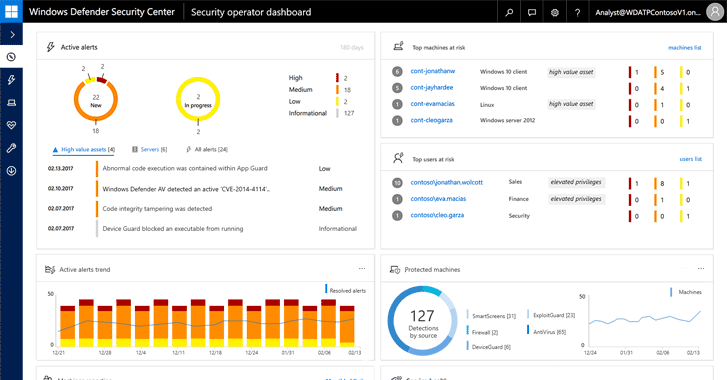 Windows Defender Security Center | Security operator dashboard
? Analyst@WDATPContosoV1.on...
Active alerts 180 days
2 2
22
New
18
2
In progress
2
High 2
Medium 18
Low 2
Informational 127
High value assets [4] Servers [6] All alerts [24]
02.13.2017 Abnormal code execution was contained within App Guard Low
02.10.2017 Windows Defender AV detected an active 'CVE-2014-4114'.. Medium
02.07.2017 Code integrity tampering was detected Medium
02.07.2017 Device Guard blocked an executable from running Informational
Top machines at risk machines list
6 cont-jonathanw Windows 10 client high value asset 1 5 0
5 cont-jayhardee Windows 10 client 0 4 1
1 cont-evamacias Linux high value asset 0 1 0
1 cont-cleogarza Windows server 2012 0 1 0
Top users at risk users list
10 contoso\jonathan.wolcott Sales elevated privileges 1 8 1
1 contoso\eva.macias Finance elevated privileges 0 1 0
1 contoso\cleo.garza Security 0 0 1
Active alerts trend ...
Resolved alerts
50
0
12/21 12/28 12/4 12/11 12/18 01/25 01/32 02/06 02/13
Protected machines ...
127
Detections
by source
SmartScreens [31] ExploitGuard [23]
Firewall [2] AntiVirus [65]
DeviceGuard [6]
Machines
50
0
12/24 01/31 02/06 02/13